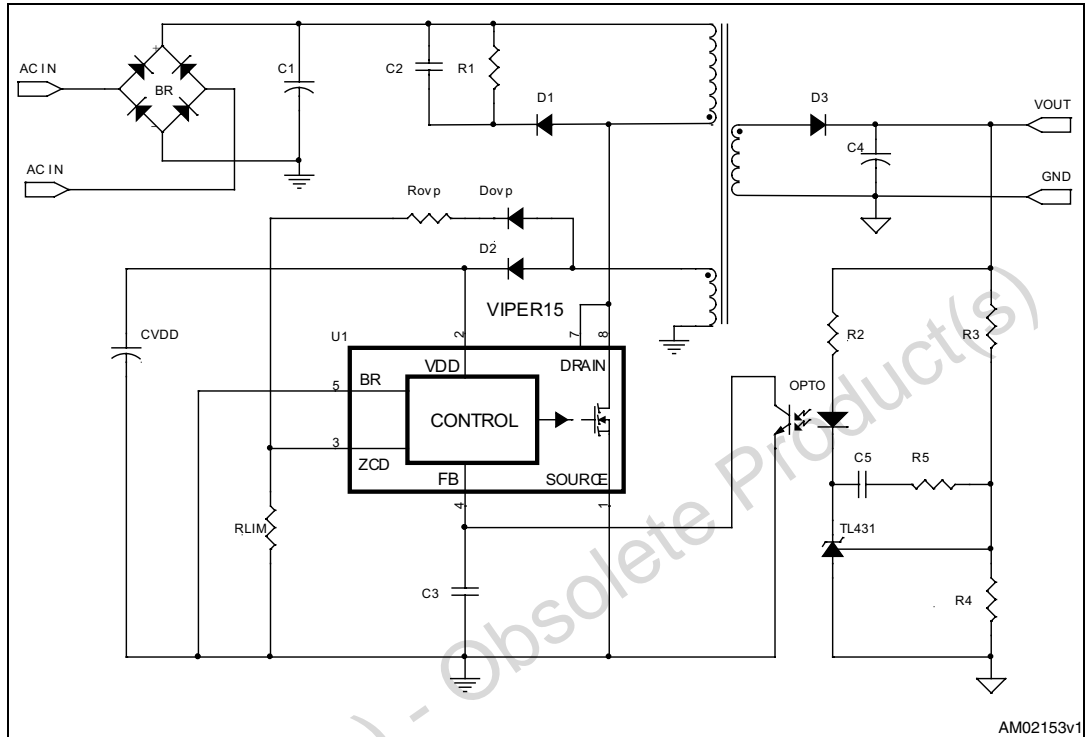 AC IN
AC IN
BR
C1
C2
R1
D1
D3
VOUT
C4
GND
Rovp
Dovp
D2
VIPER15
CVDD
U1
2
7
8
VDD
DRAIN
5
BR
CONTROL
3
ZCD
FB
SOURCE
4
1
RLIM
C3
OPTO
R2
R3
C5
R5
TL431
R4
) - Obsolete Product(s)
AM02153v1